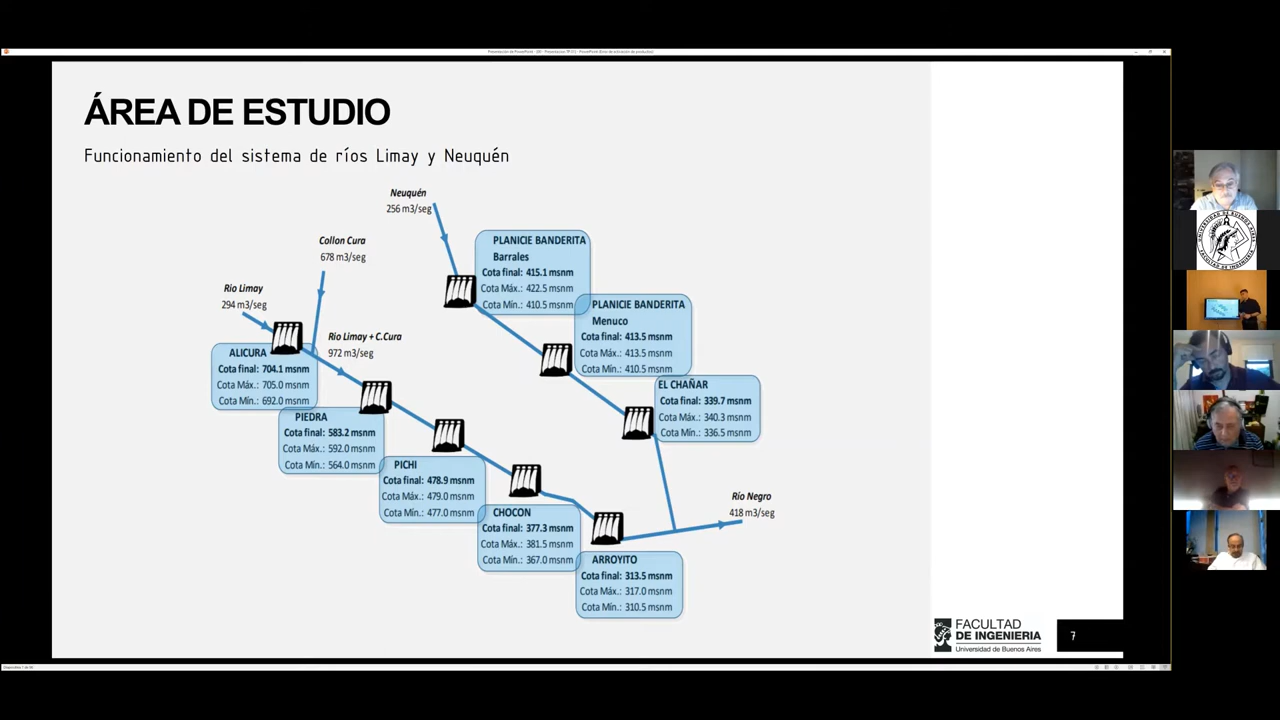 ÁREA DE ESTUDIO
Funcionamiento del sistema de ríos Limay y Neuquén
Neuquén
256 m3/seg
Collon Cura
678 m3/seg
Rio Limay
294 m3/seg
Rio Limay + C.Cura
972 m3/seg
PLANICIE BANDERITA
Barrales
Cota final: 415.1 msnm
Cota Máx: 422.5 msnm
Cota Mín.: 410.5 msnm
PLANICIE BANDERITA
Menuco
Cota final: 413.5 msnm
Cota Máx.: 413.5 msnm
Cota Mín.: 410.5 msnm
EL CHAÑAR
Cota final: 339.7 msnm
Cota Máx.: 340.3 msnm
Cota Mín.: 336.5 msnm
ALICURA
Cota final: 704.1 msnm
Cota Máx.: 705.0 msnm
Cota Mín.: 692.0 msnm
PIEDRA
Cota final: 583.2 msnm
Cota Máx.: 592.0 msnm
Cota Mín.: 564.0 msnm
PICHI
Cota final: 478.9 msnm
Cota Máx.: 479.0 msnm
Cota Mín.: 477.0 msnm
CHOCON
Cota final: 377.3 msnm
Cota Máx.: 381.5 msnm
Cota Mín.: 367.0 msnm
ARROYITO
Cota final: 313.5 msnm
Cota Máx.: 317.0 msnm
Cota Mín.: 310.5 msnm
Río Negro
418 m3/seg
FACULTAD
DE INGENIERIA
Universidad de Buenos Aires
7
UNIVERSIDAD DE BUENOS AIRES
FACULTAD DE INGENIERIA